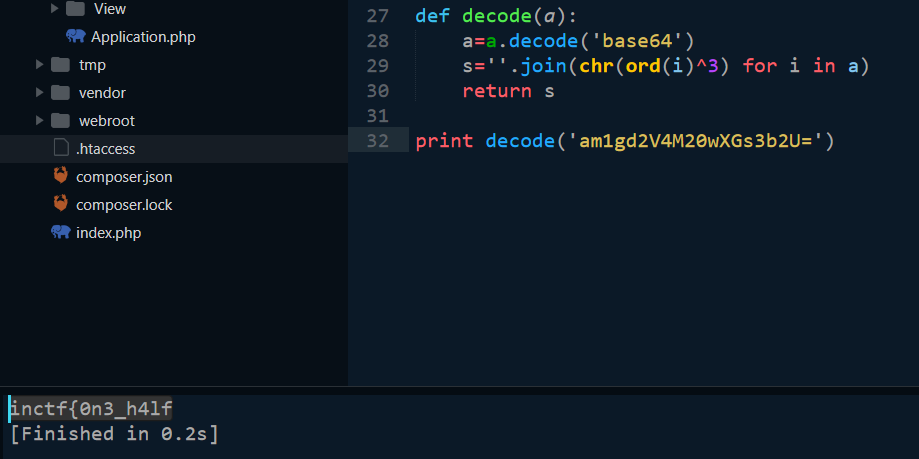 View
Application.php
tmp
vendor
webroot
.htaccess
composer.json
composer.lock
index.php
27 def decode(a):
28 a=a.decode('base64')
29 s=''.join(chr(ord(i)^3) for i in a)
30 return s
31
32 print decode('am1gd2V4M20wXGs3b2U=')
inctf{0n3_h4lf
[Finished in 0.2s]